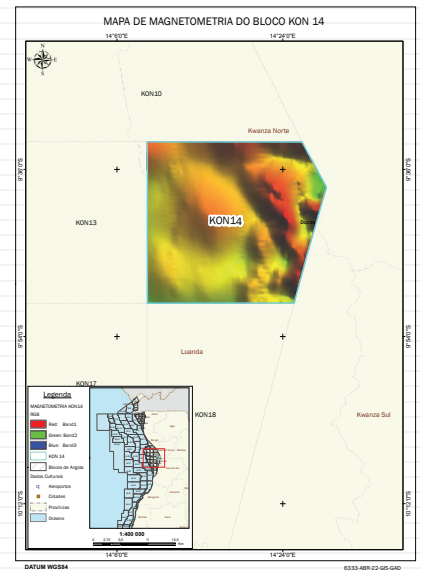 MAPA DE MAGNETOMETRIA DO BLOCO KON 14
14°6'0"E 14°24'0"E
N
W E
S
KON10
Kwanza Norte
9°36'0"S 9°36'0"S
KON14
KON13
9°54'0"S 9°54'0"S
Luanda
KON17
KON18
Kwanza Sul
Legenda
MAGNETOMETRIA KON14
RGB
Red: Band1
Green: Band2
Blue: Band3
KON 14
Blocos de Angola
Dados Culturais
Aeroportos
Cidades
Províncias
Oceano
10°12'0"S 10°12'0"S
1:400 000
14°6'0"E 14°24'0"E
DATUM WGS84
6333-ABR-22-GIS-GAD